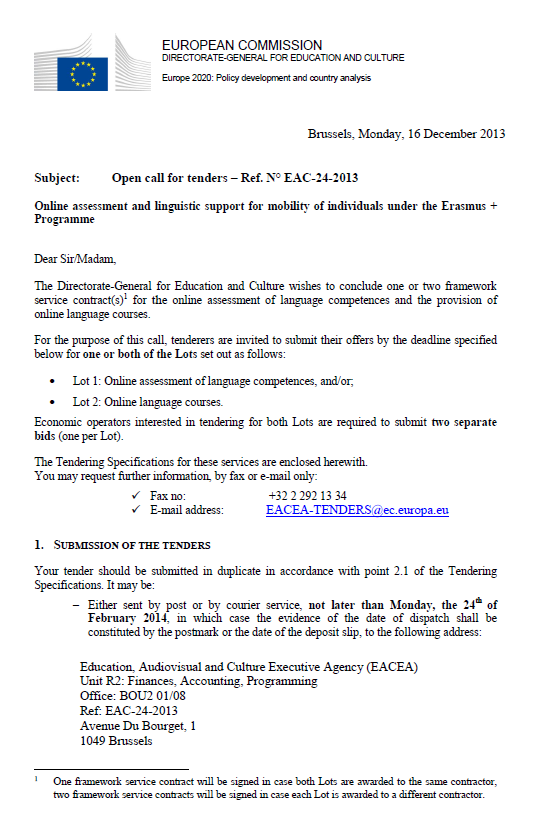 EUROPEAN COMMISSION
DIRECTORATE-GENERAL FOR EDUCATION AND CULTURE
Europe 2020: Policy development and country analysis
Brussels, Monday, 16 December 2013
Subject: Open call for tenders – Ref. N° EAC-24-2013
Online assessment and linguistic support for mobility of individuals under the Erasmus +
Programme
Dear Sir/Madam,
The Directorate-General for Education and Culture wishes to conclude one or two framework
service contract(s)1 for the online assessment of language competences and the provision of
online language courses.
For the purpose of this call, tenderers are invited to submit their offers by the deadline specified
below for one or both of the Lots set out as follows:
• Lot 1: Online assessment of language competences, and/or;
• Lot 2: Online language courses.
Economic operators interested in tendering for both Lots are required to submit two separate
bids (one per Lot).
The Tendering Specifications for these services are enclosed herewith.
You may request further information, by fax or e-mail only:
✓ Fax no: +32 2 292 13 34
✓ E-mail address: EACEA-TENDERS@ec.europa.eu
1. SUBMISSION OF THE TENDERS
Your tender should be submitted in duplicate in accordance with point 2.1 of the Tendering
Specifications. It may be:
– Either sent by post or by courier service, not later than Monday, the 24th of
February 2014, in which case the evidence of the date of dispatch shall be
constituted by the postmark or the date of the deposit slip, to the following address:
Education, Audiovisual and Culture Executive Agency (EACEA)
Unit R2: Finances, Accounting, Programming
Office: BOU2 01/08
Ref: EAC-24-2013
Avenue Du Bourget, 1
1049 Brussels
1 One framework service contract will be signed in case both Lots are awarded to the same contractor,
two framework service contracts will be signed in case each Lot is awarded to a different contractor.